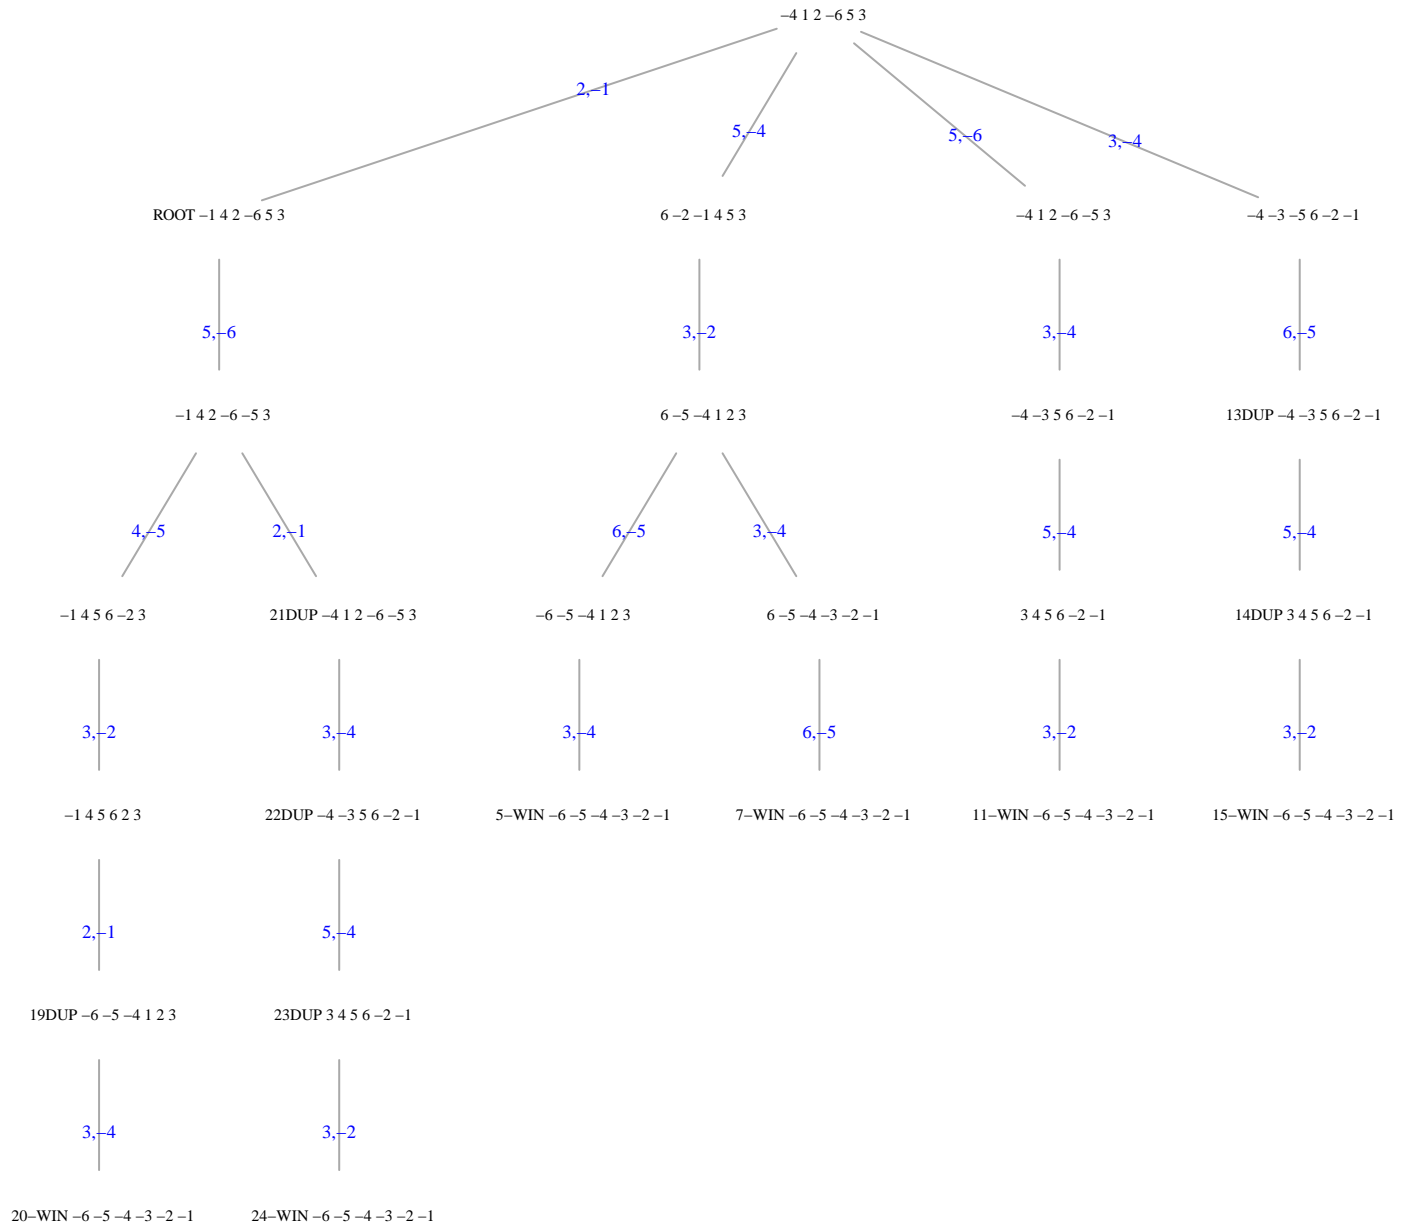 –4 1 2 –6 5 3
2,–1
5,–4
5,–6
3,–4
ROOT –1 4 2 –6 5 3
6 –2 –1 4 5 3
–4 1 2 –6 –5 3
–4 –3 –5 6 –2 –1
5,–6
3,–2
3,–4
6,–5
–1 4 2 –6 –5 3
6 –5 –4 1 2 3
–4 –3 5 6 –2 –1
13DUP –4 –3 5 6 –2 –1
4,–5
2,–1
6,–5
3,–4
5,–4
5,–4
–1 4 5 6 –2 3
21DUP –4 1 2 –6 –5 3
–6 –5 –4 1 2 3
6 –5 –4 –3 –2 –1
3 4 5 6 –2 –1
14DUP 3 4 5 6 –2 –1
3,–2
3,–4
3,–4
6,–5
3,–2
3,–2
–1 4 5 6 2 3
22DUP –4 –3 5 6 –2 –1
5–WIN –6 –5 –4 –3 –2 –1
7–WIN –6 –5 –4 –3 –2 –1
11–WIN –6 –5 –4 –3 –2 –1
15–WIN –6 –5 –4 –3 –2 –1
2,–1
5,–4
19DUP –6 –5 –4 1 2 3
23DUP 3 4 5 6 –2 –1
3,–4
3,–2
20–WIN –6 –5 –4 –3 –2 –1
24–WIN –6 –5 –4 –3 –2 –1